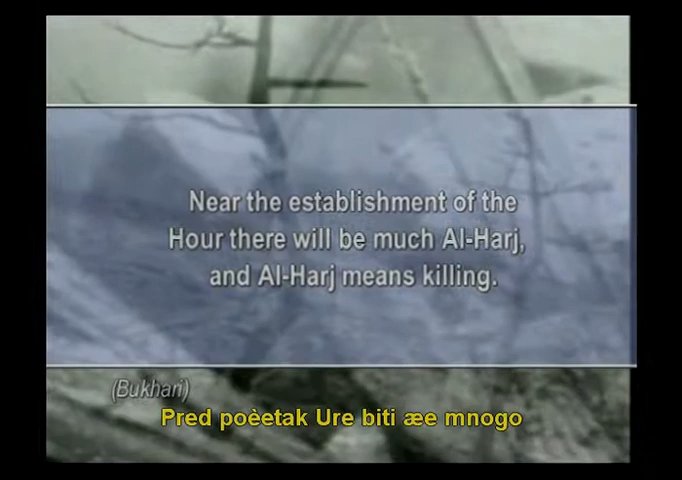 Near the establishment of the
Hour there will be much Al-Harj,
and Al-Harj means killing.
(Bukhari)
Pred poèetak Ure biti æe mnogo